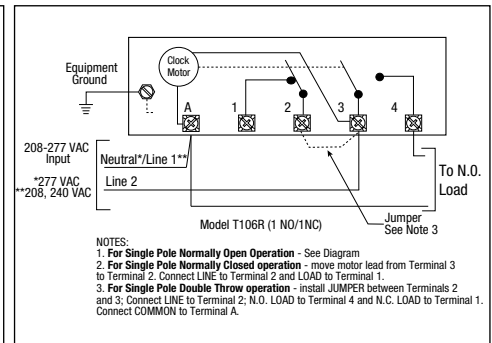 Clock
Motor
Equipment
Ground
A
1
2
3
4
208-277 VAC
Input
*277 VAC
**208, 240 VAC
Neutral*/Line 1**
Line 2
To N.O.
Load
Jumper
See Note 3
Model T106R (1 NO/1NC)
NOTES:
1. For Single Pole Normally Open Operation - See Diagram
2. For Single Pole Normally Closed operation - move motor lead from Terminal 3
to Terminal 2. Connect LINE to Terminal 2 and LOAD to Terminal 1.
3. For Single Pole Double Throw operation - install JUMPER between Terminals 2
and 3; Connect LINE to Terminal 2; N.O. LOAD to Terminal 4 and N.C. LOAD to Terminal 1.
Connect COMMON to Terminal A.